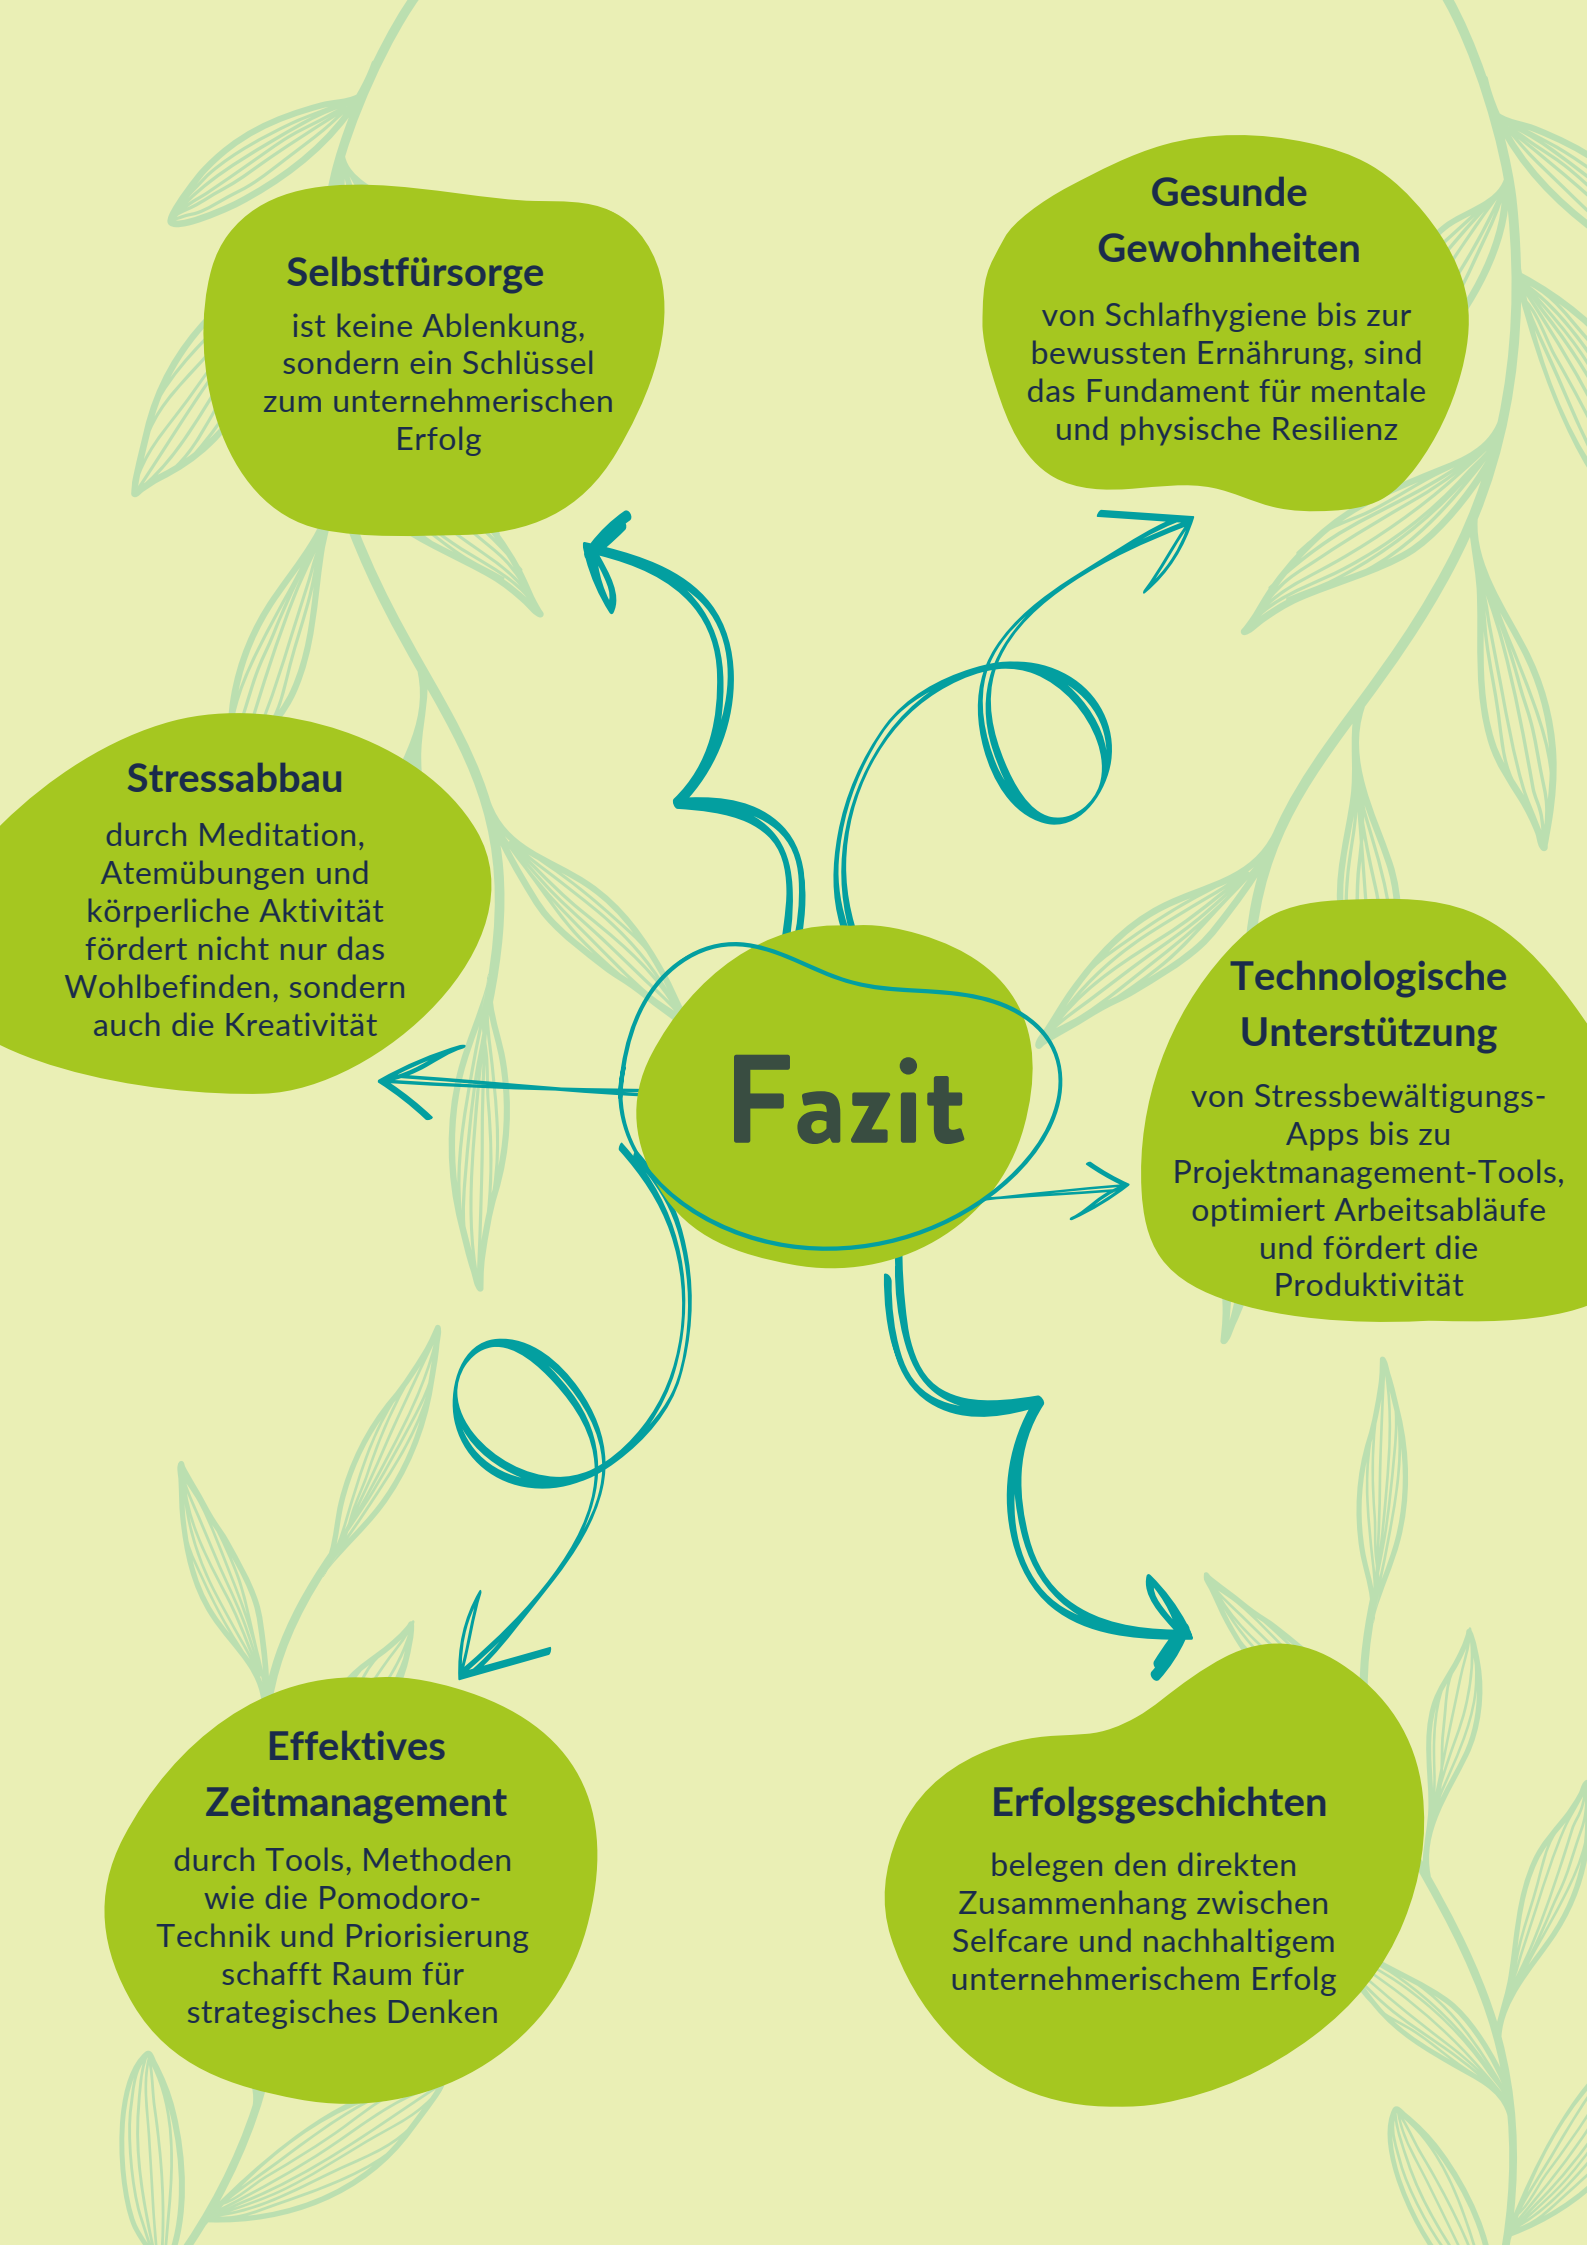 Selbstfürsorge
ist keine Ablenkung,
sondern ein Schlüssel
zum unternehmerischen
Erfolg
Gesunde
Gewohnheiten
von Schlafhygiene bis zur
bewussten Ernährung, sind
das Fundament für mentale
und physische Resilienz
Stressabbau
durch Meditation,
Atemübungen und
körperliche Aktivität
fördert nicht nur das
Wohlbefinden, sondern
auch die Kreativität
Fazit
Technologische
Unterstützung
von Stressbewältigungs-
Apps bis zu
Projektmanagement-Tools,
optimiert Arbeitsabläufe
und fördert die
Produktivität
Effektives
Zeitmanagement
durch Tools, Methoden
wie die Pomodoro-
Technik und Priorisierung
schafft Raum für
strategisches Denken
Erfolgsgeschichten
belegen den direkten
Zusammenhang zwischen
Selfcare und nachhaltigem
unternehmerischem Erfolg